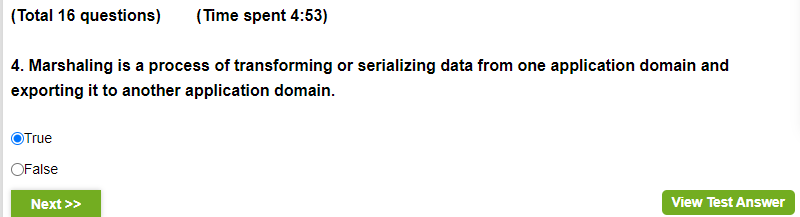 (Total 16 questions) (Time spent 4:53)
4. Marshaling is a process of transforming or serializing data from one application domain and
exporting it to another application domain.
True
False
Next >>
View Test Answer